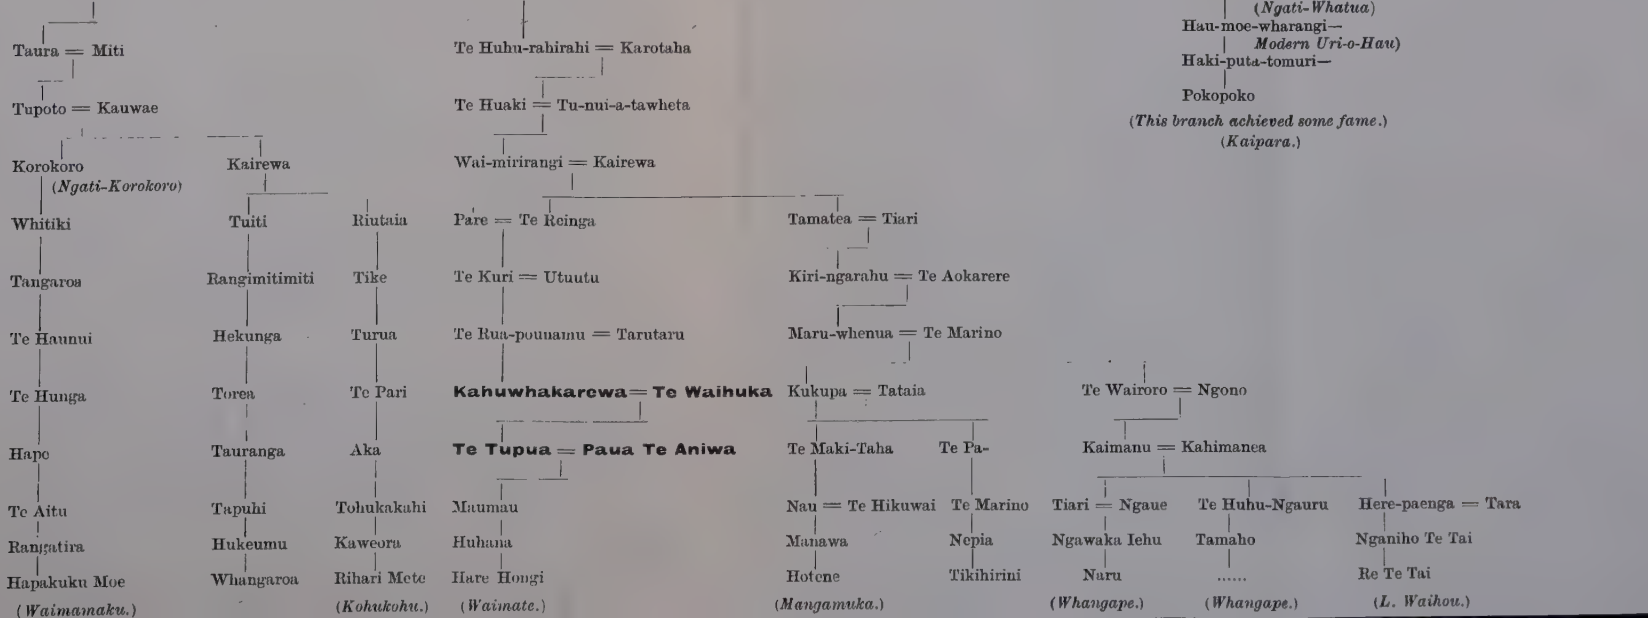 (Ngati-Whatua)
Hau-moe-wharangi—
Modern Uri-o-Hau)
Taura = Miti Te Huhu-rahirahi = Karotaha
Haki-puta-tomuri—
Pokopoko
Tupoto = Kauwae Te Huaki = Tu-nui-a-tawheta
(This branch achieved some fame.)
(Kaipara.)
Korokoro Kairewa Wai-mirirangi = Kairewa
(Ngati-Korokoro)
Whitiki Tuiti Riutaia Pare = Te Reinga Tamatea = Tiari
Tangaroa Rangimitimiti Tike Te Kuri = Utuutu Kiri-ngarahu = Te Aokarere
Te Haunui Hekunga Turua Te Rua-pounamu = Tarutaru Maru-whenua = Te Marino
Te Hunga Torea Te Pari Kahuwhakarewa = Te Waihuka Kukupa = Tataia Te Wairoro = Ngono
Hapo Tauranga Aka Te Tupua = Paua Te Aniwa Te Maki-Taha Te Pa- Kaimanu = Kahimanea
Te Aitu Tapuhi Tohukakahi Maumau Nau = Te Hikuwai Te Marino Tiari = Ngaue Te Huhu-Ngauru Here-paenga = Tara
Rangatira Hukeumu Kaweora Huhana Manawa Nepia Ngawaka Iehu Tamaho Nganiho Te Tai
Hapakuku Moe Whangaroa Rihari Mete Hare Hongi Hotene Tikihirini Naru ...... Re Te Tai
(Waimamaku.) (Kohukohu.) (Waimate.) (Mangamuka.) (Whangape.) (Whangape.) (L. Waihou.)